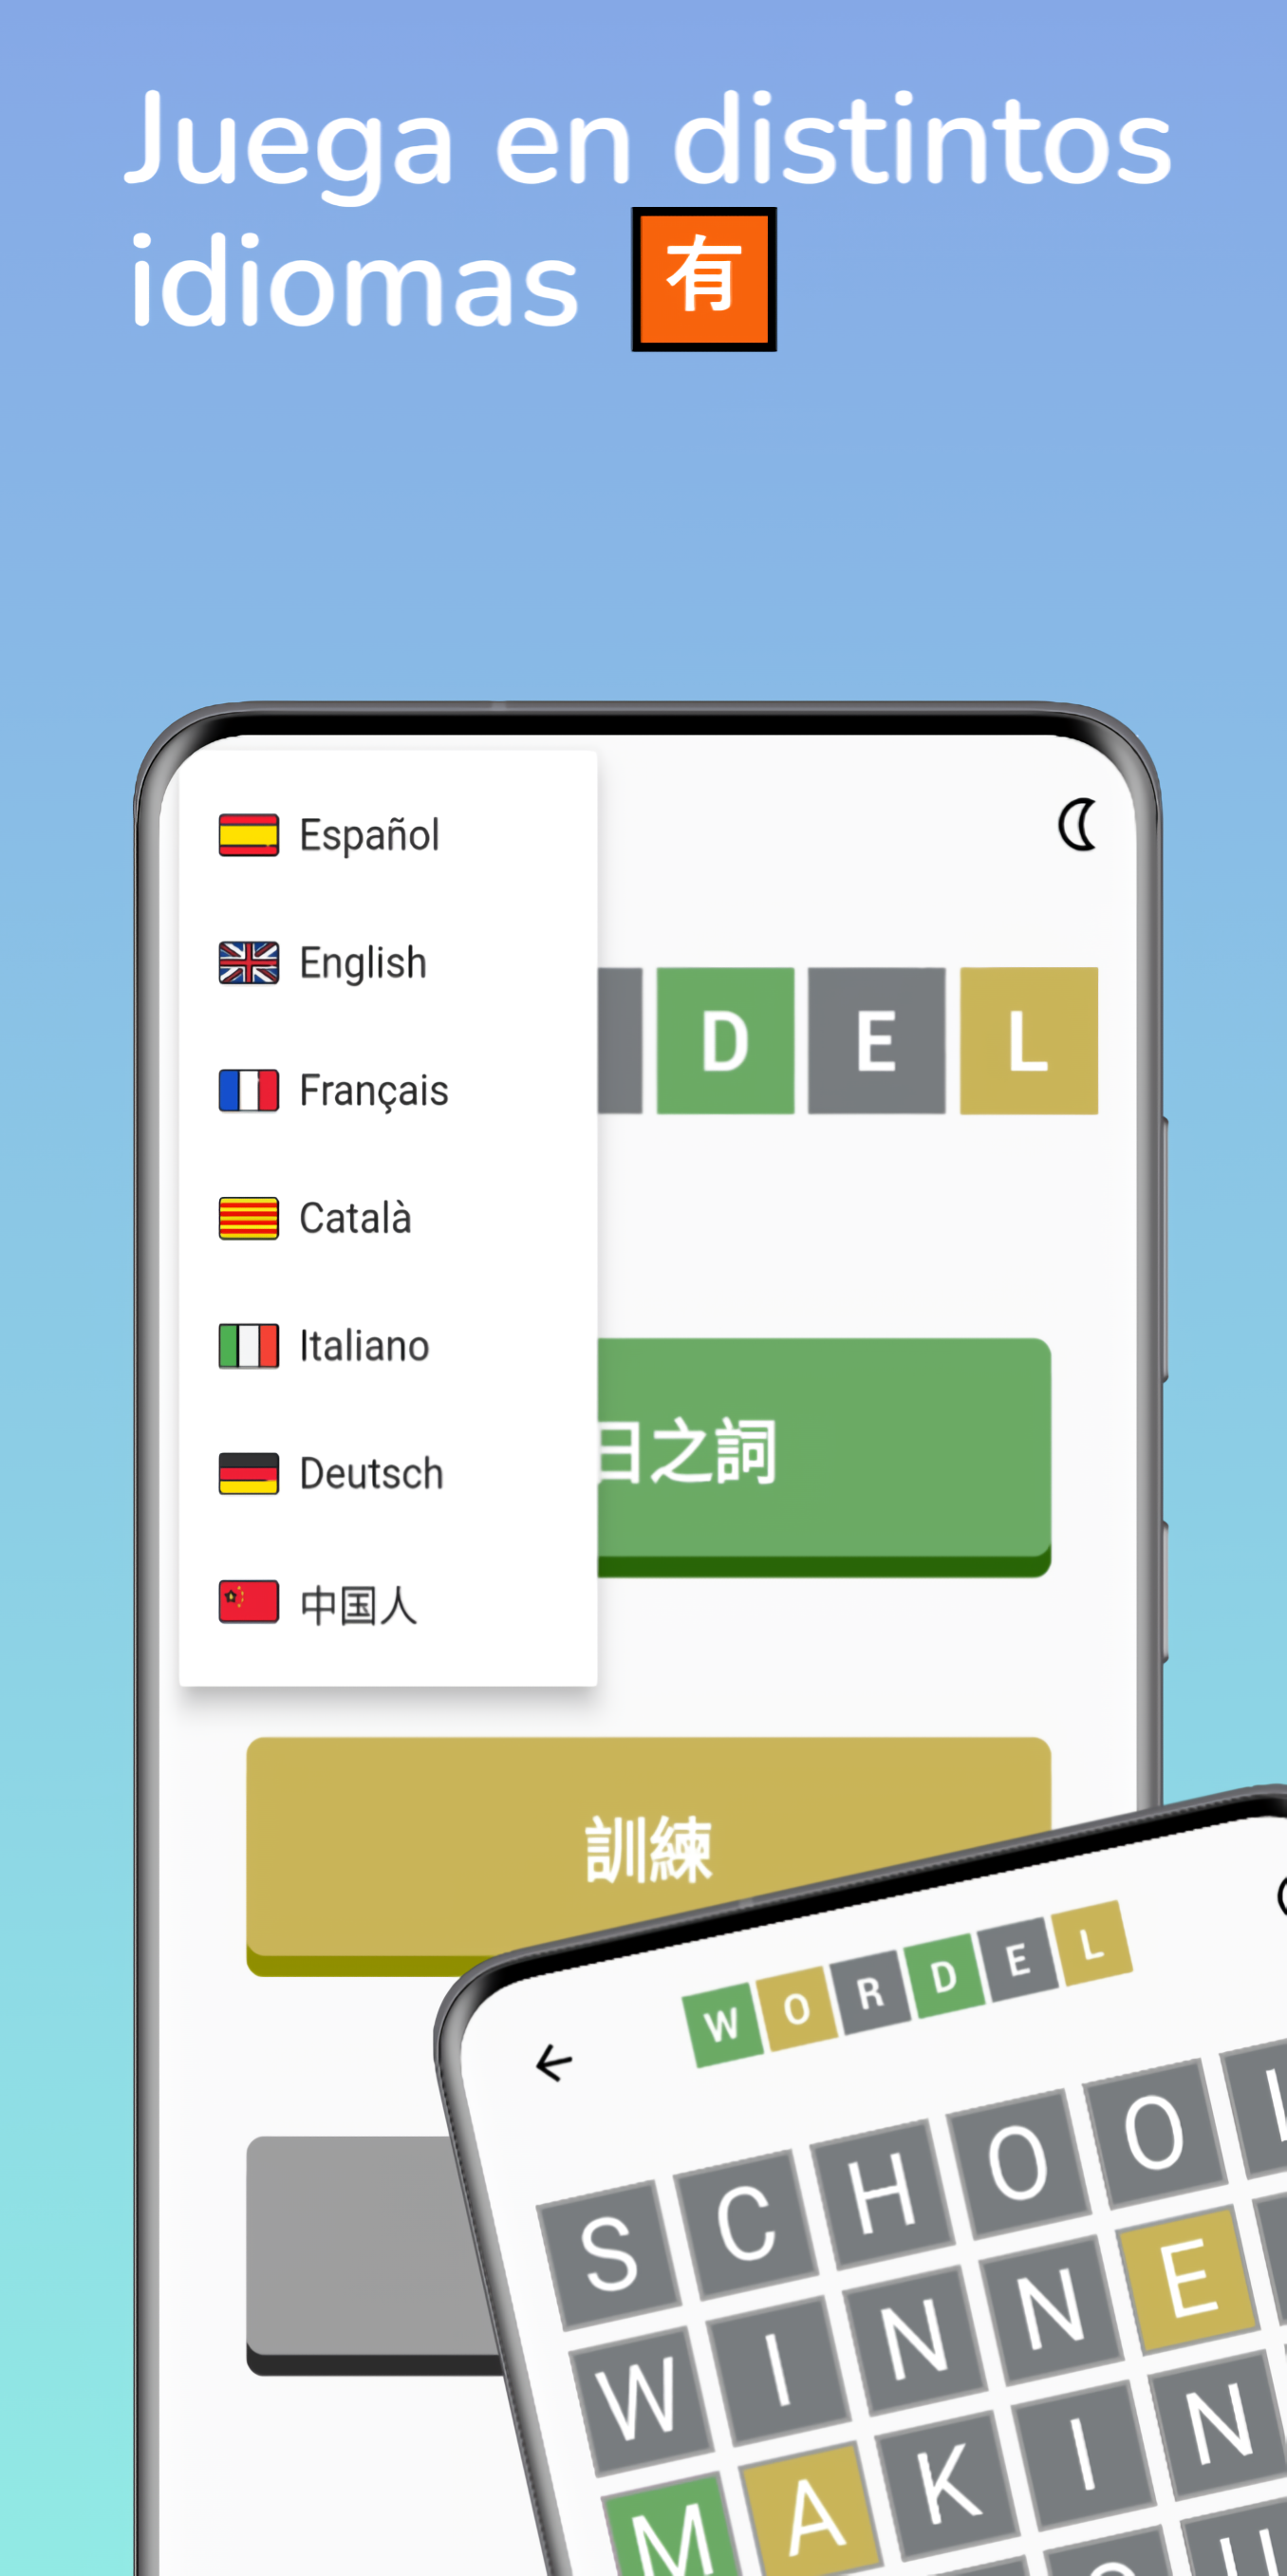 Juega en distintos
idiomas 有
Español
English
Français
Català
Italiano
Deutsch
中国人
D E L
日之詞
訓練
W O R D E L
S C H O O
W I N N E
M A K I N